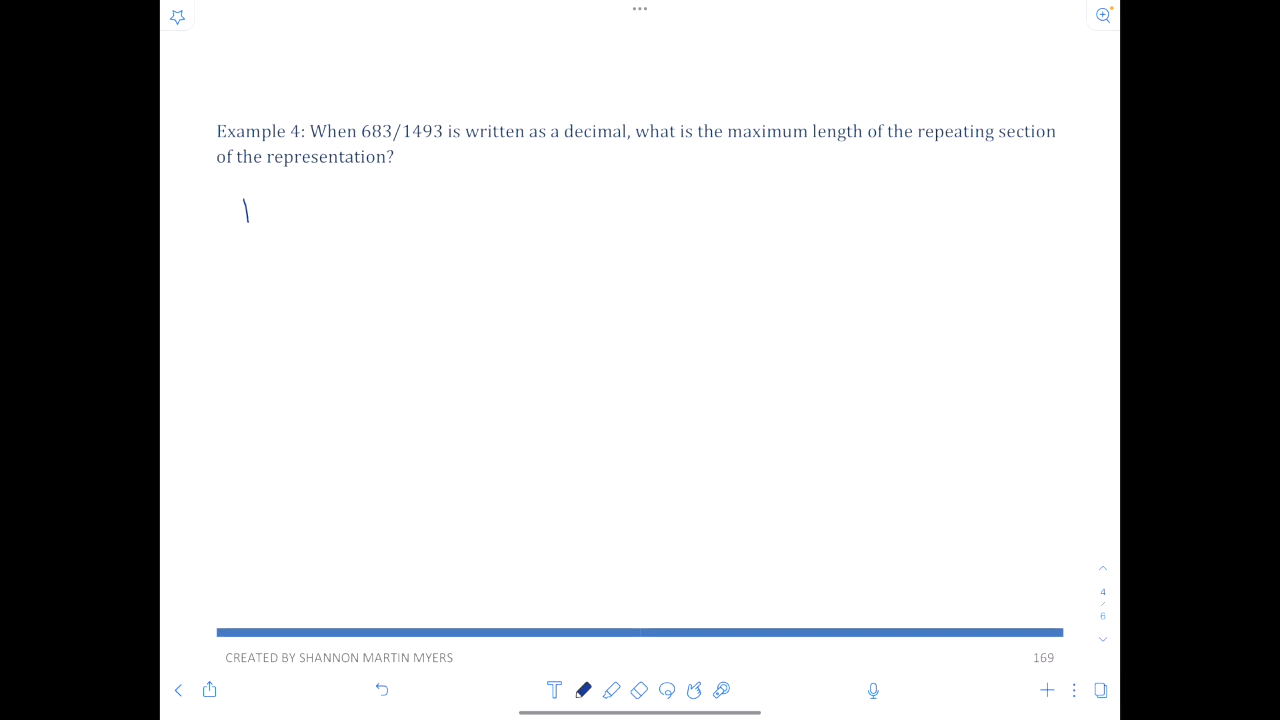 Example 4: When 683/1493 is written as a decimal, what is the maximum length of the repeating section
of the representation?
4
/
6
CREATED BY SHANNON MARTIN MYERS
169
T